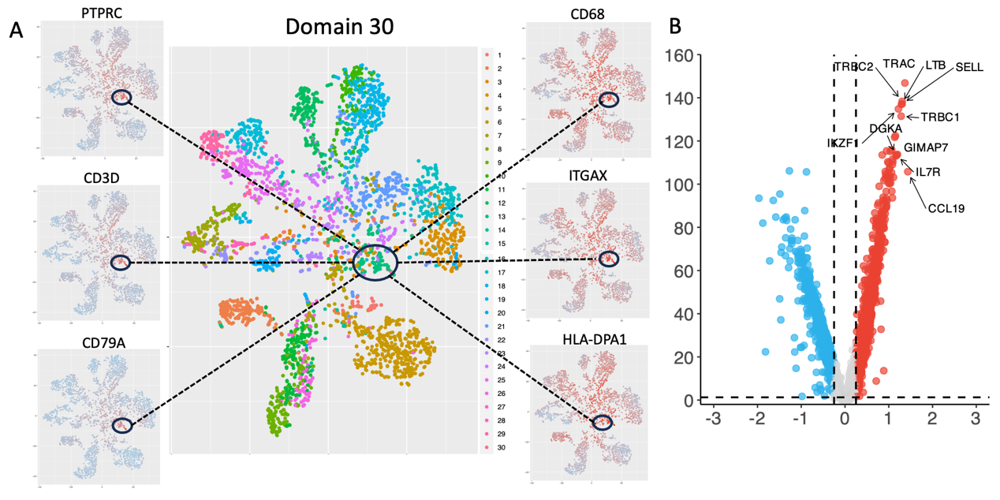 A
PTPRC
Domain 30
CD68
B
CD3D
ITGAX
CD79A
HLA-DPA1
1
2
3
4
5
6
7
8
9
10
11
12
13
14
15
16
17
18
19
20
21
22
23
24
25
26
27
28
29
30
160
140
120
100
80
60
40
20
0
-3
-2
-1
0
1
2
3
TRBC2
TRAC
LTB
SELL
TRBC1
DGKA
IKZF1
GIMAP7
IL7R
CCL19